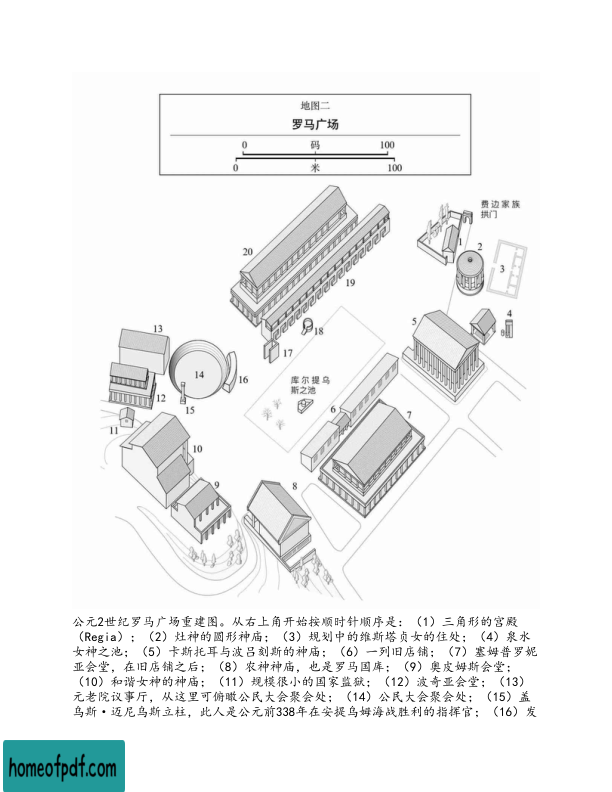 地图二
罗马广场
0 码 100
0 米 100
费边家族
拱门
1
2
3
20
19
4
5
18
13
17
14
16
库尔提乌
斯之池
12
15
6
7
11
10
9
8
公元2世纪罗马广场重建图。从右上角开始按顺时针顺序是：（1）三角形的宫殿
（Regia）；（2）灶神的圆形神庙；（3）规划中的维斯塔贞女的住处；（4）泉水
女神之池；（5）卡斯托耳与波吕刻斯的神庙；（6）一列旧店铺；（7）塞姆普罗妮
亚会堂，在旧店铺之后；（8）农神神庙，也是罗马国库；（9）奥皮姆斯会堂；
（10）和谐女神的神庙；（11）规模很小的国家监狱；（12）波奇亚会堂；（13）
元老院议事厅，从这里可俯瞰公民大会聚会处；（14）公民大会聚会处；（15）盖
乌斯·迈尼乌斯立柱，此人是公元前338年在安提乌姆海战胜利的指挥官；（16）发
homeofpdf.com